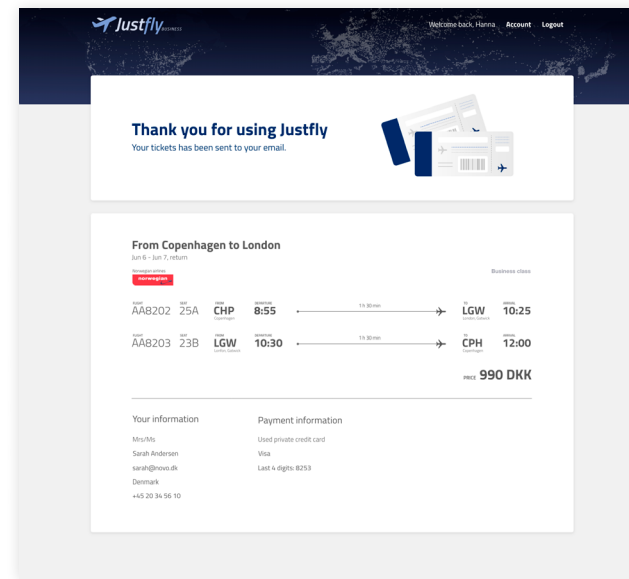 Justfly BUSINESS
Welcome back, Hanna Account Logout
Thank you for using Justfly
Your tickets has been sent to your email.
From Copenhagen to London
Jun 6 - Jun 7, return
Norwegian airlines
norwegian
Business class
FLIGHT SEAT FROM DEPARTURE TO ARRIVAL
AA8202 25A CHP 8:55 1 h 30 min LGW 10:25
Copenhagen London, Gatwick
FLIGHT SEAT FROM DEPARTURE TO ARRIVAL
AA8203 23B LGW 10:30 1 h 30 min CPH 12:00
London, Gatwick Copenhagen
PRICE 990 DKK
Your information Payment information
Mrs/Ms Used private credit card
Sarah Andersen Visa
sarah@novo.dk Last 4 digits: 8253
Denmark
+45 20 34 56 10